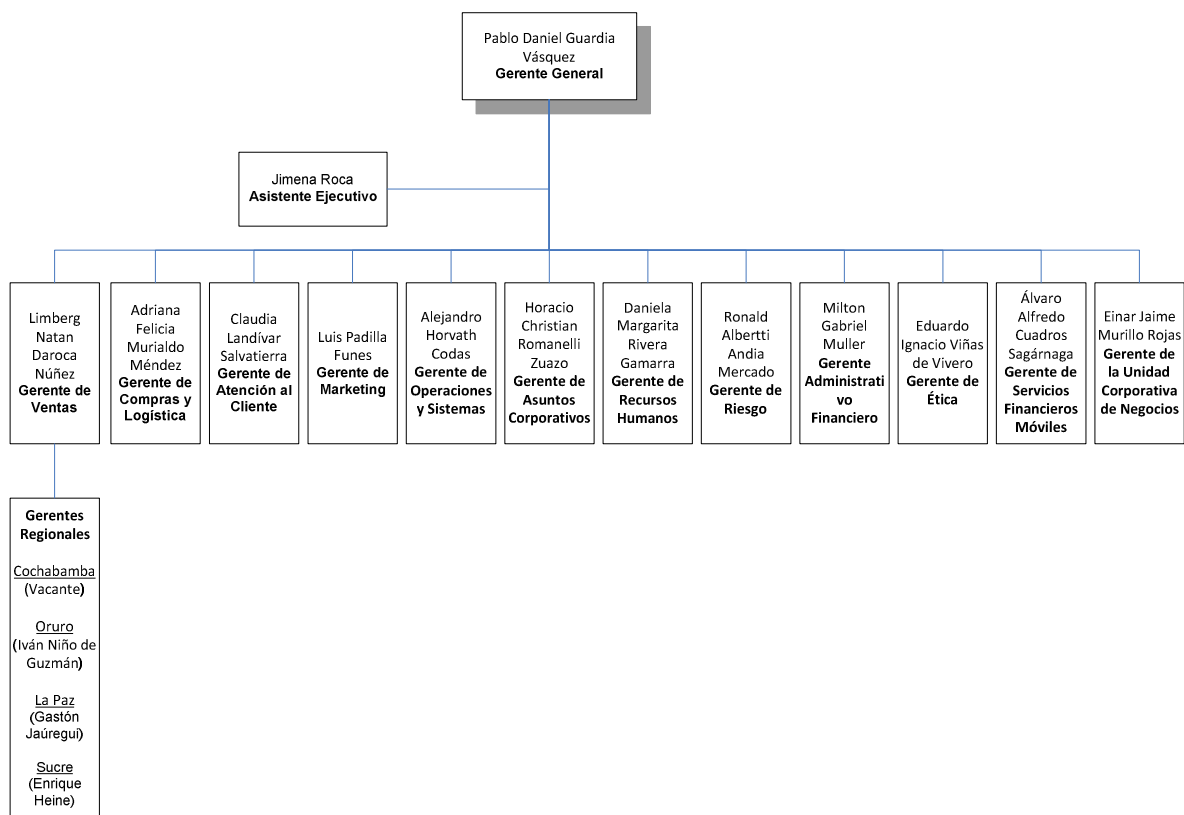 Pablo Daniel Guardia
Vásquez
Gerente General
Jimena Roca
Asistente Ejecutivo
Limberg
Natan
Daroca
Núñez
Gerente de
Ventas
Adriana
Felicia
Murialdo
Méndez
Gerente de
Compras y
Logística
Claudia
Landívar
Salvatierra
Gerente de
Atención al
Cliente
Luis Padilla
Funes
Gerente de
Marketing
Alejandro
Horvath
Codas
Gerente de
Operaciones
y Sistemas
Horacio
Christian
Romanelli
Zuazo
Gerente de
Asuntos
Corporativos
Daniela
Margarita
Rivera
Gamarra
Gerente de
Recursos
Humanos
Ronald
Albertti
Andia
Mercado
Gerente de
Riesgo
Milton
Gabriel
Muller
Gerente
Administrati
vo
Financiero
Eduardo
Ignacio Viñas
de Vivero
Gerente de
Ética
Álvaro
Alfredo
Cuadros
Sagárnaga
Gerente de
Servicios
Financieros
Móviles
Einar Jaime
Murillo Rojas
Gerente de
la Unidad
Corporativa
de Negocios
Gerentes
Regionales
Cochabamba
(Vacante)
Oruro
(Iván Niño de
Guzmán)
La Paz
(Gastón
Jaúregui)
Sucre
(Enrique
Heine)